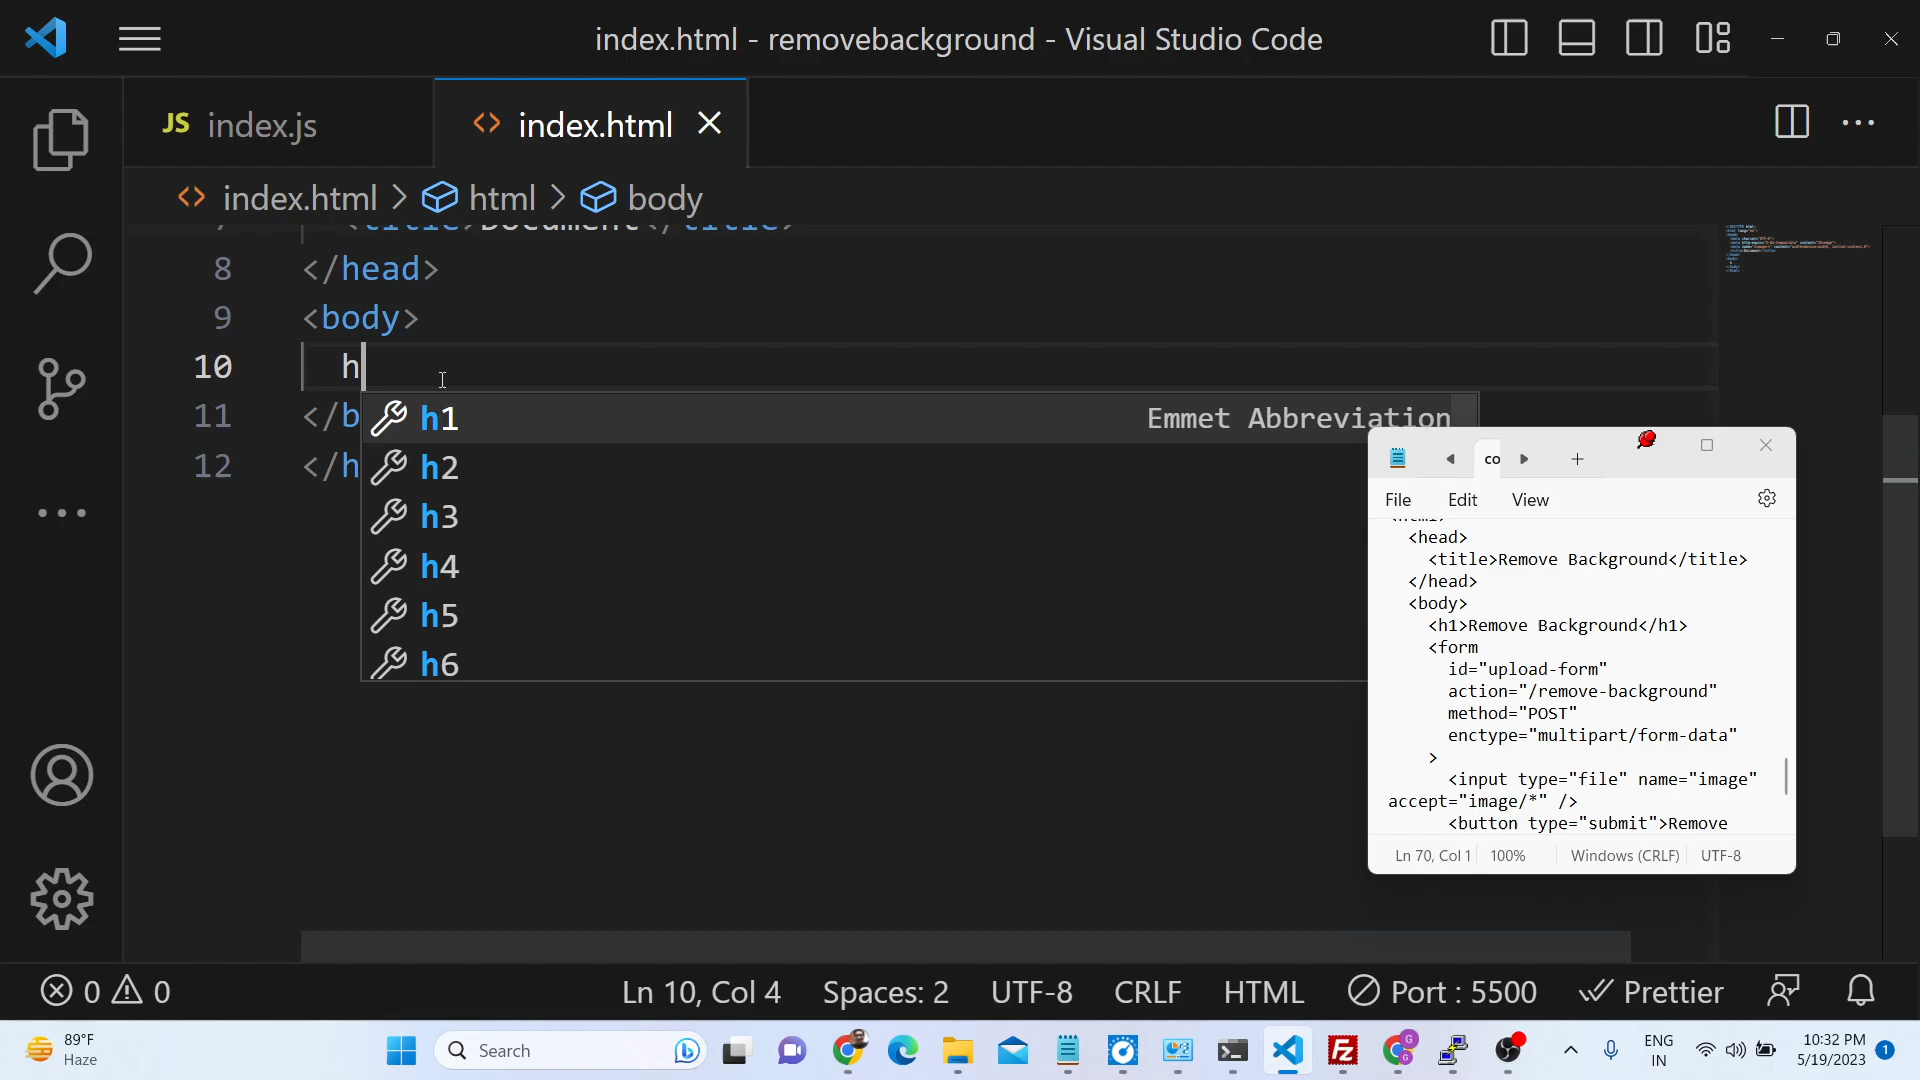 index.html - removebackground - Visual Studio Code
JS index.js
index.html
index.html > html > body
<title>Document</title>
8 </head>
9 <body>
10 h
11 </b
12 </h
h1 Emmet Abbreviation
h2
h3
h4
h5
h6
co
File Edit View
<html>
<head>
<title>Remove Background</title>
</head>
<body>
<h1>Remove Background</h1>
<form
id="upload-form"
action="/remove-background"
method="POST"
enctype="multipart/form-data"
>
<input type="file" name="image"
accept="image/*" />
<button type="submit">Remove
Ln 70, Col 1 100% Windows (CRLF) UTF-8
0 0 Ln 10, Col 4 Spaces: 2 UTF-8 CRLF HTML Port : 5500 Prettier
89°F
Haze
Search
ENG
IN
10:32 PM
5/19/2023
1